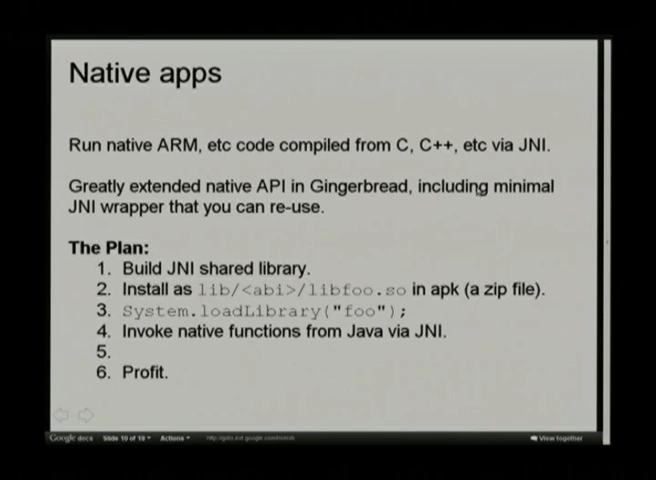 Native apps
Run native ARM, etc code compiled from C, C++, etc via JNI.
Greatly extended native API in Gingerbread, including minimal
JNI wrapper that you can re-use.
The Plan:
1. Build JNI shared library.
2. Install as lib/<abi>/libfoo.so in apk (a zip file).
3. System.loadLibrary("foo");
4. Invoke native functions from Java via JNI.
5.
6. Profit.
Google docs Slide 10 of 19 Actions View together